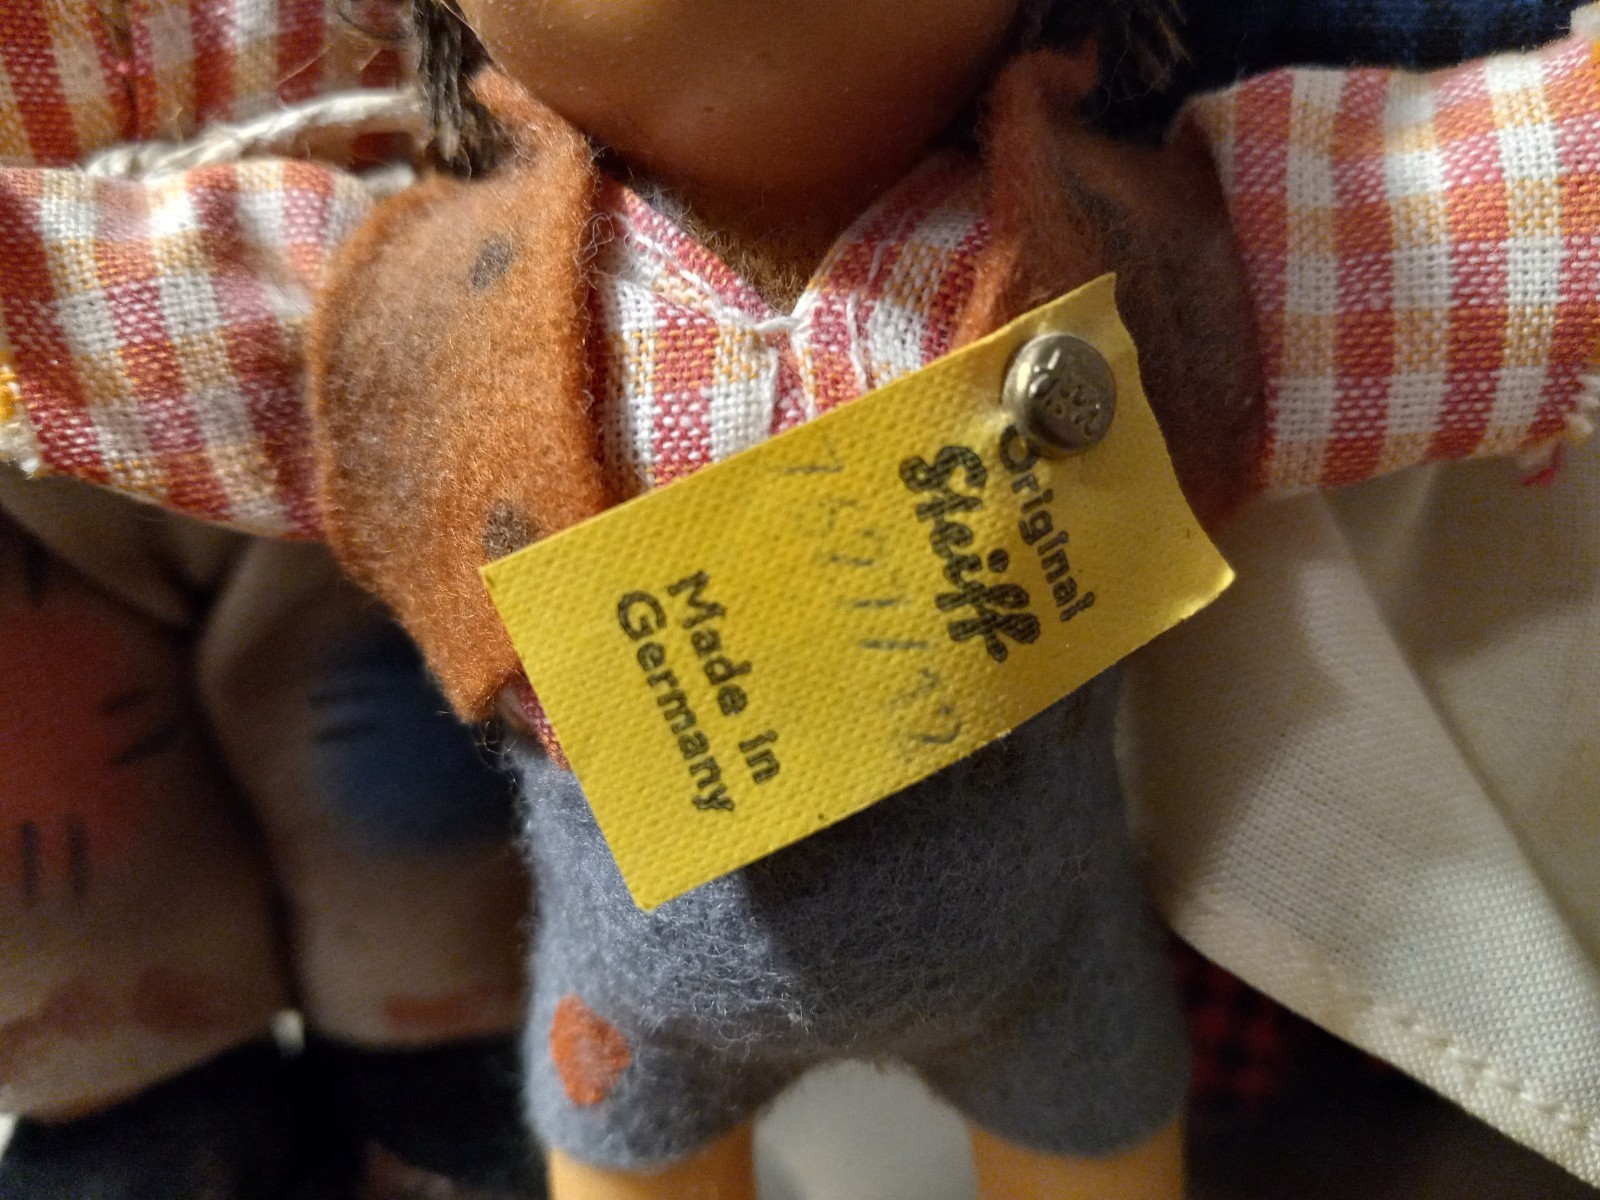 Original
Steiff
Made in
Germany